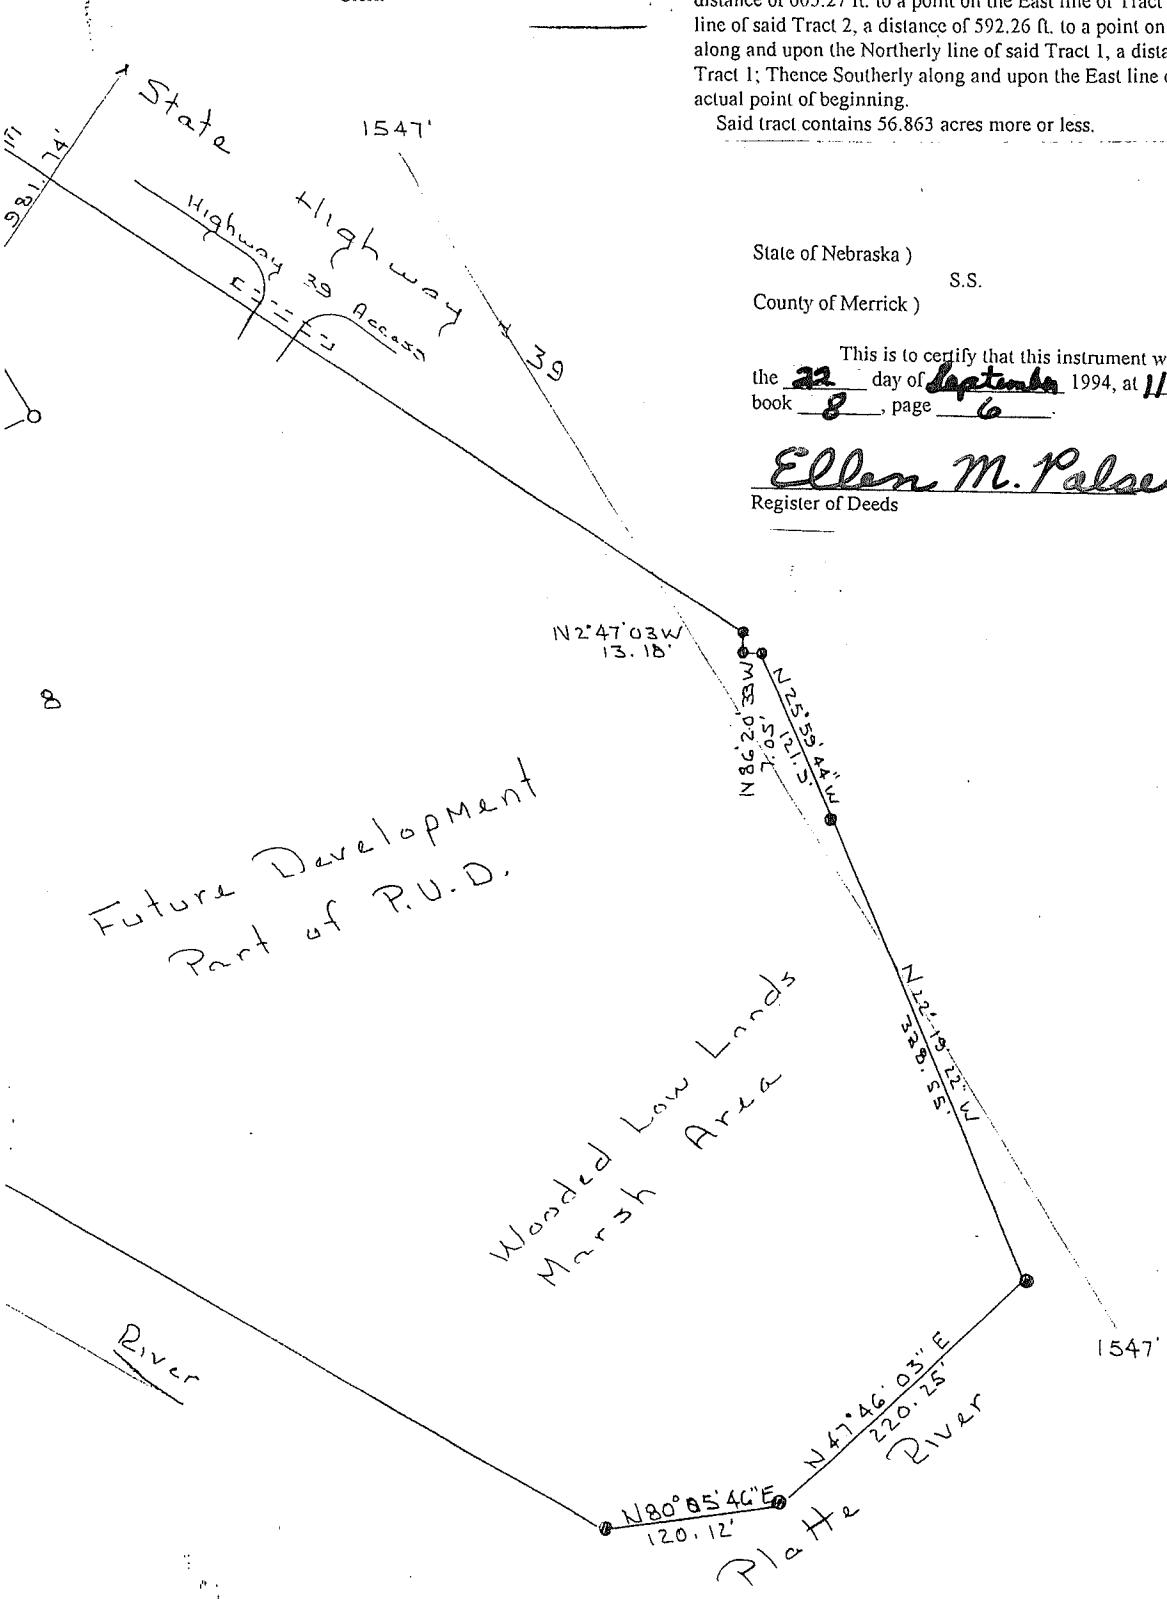 line of said Tract 2, a distance of 592.26 ft. to a point on
along and upon the Northerly line of said Tract 1, a dista
Tract 1; Thence Southerly along and upon the East line
actual point of beginning.
Said tract contains 56.863 acres more or less.
State of Nebraska )
S.S.
County of Merrick )
This is to certify that this instrument w
the 22 day of September 1994, at 11
book 8, page 6.
Ellen M. Palse
Register of Deeds
981.74'
State Highway 39
1547'
Highway 39 Access
N2°47'03W
13.18'
N86°20'33W
7.05'
N25°59'44"W
121.5'
8
Future Development
Part of P.U.D.
N22°19'22"W
328.55'
Wooded Low Lands
Marsh Area
1547'
River
N47°46'03"E
220.25'
N80°05'46"E
120.12'
Platte River